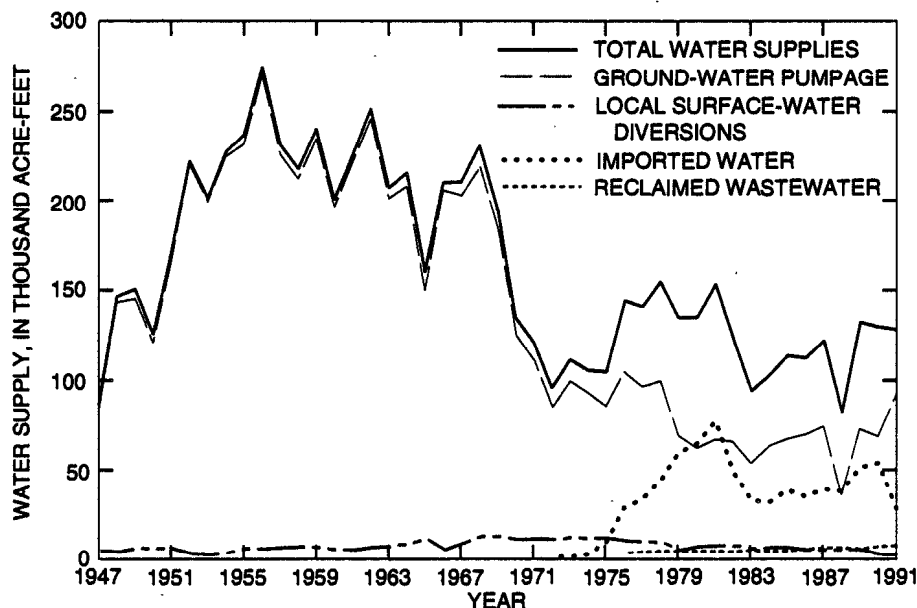 300
250
200
150
100
50
0
WATER SUPPLY, IN THOUSAND ACRE-FEET
TOTAL WATER SUPPLIES
GROUND-WATER PUMPAGE
LOCAL SURFACE-WATER
DIVERSIONS
IMPORTED WATER
RECLAIMED WASTEWATER
1947 1951 1955 1959 1963 1967 1971 1975 1979 1983 1987 1991
YEAR